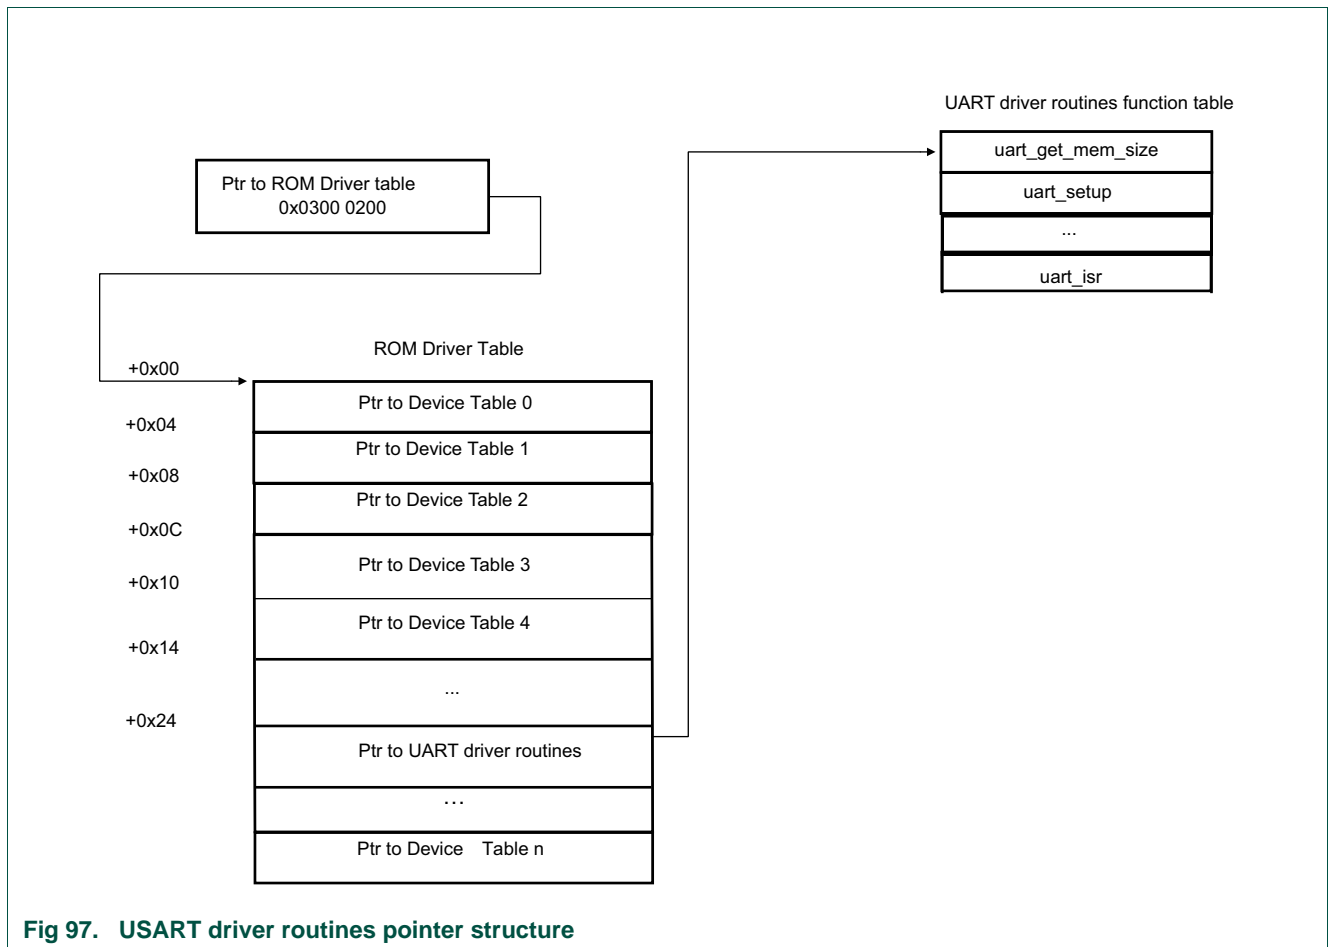 UART driver routines function table
uart_get_mem_size
uart_setup
...
uart_isr
Ptr to ROM Driver table
0x0300 0200
ROM Driver Table
+0x00
Ptr to Device Table 0
+0x04
Ptr to Device Table 1
+0x08
Ptr to Device Table 2
+0x0C
Ptr to Device Table 3
+0x10
Ptr to Device Table 4
+0x14
...
+0x24
Ptr to UART driver routines
...
Ptr to Device Table n
Fig 97. USART driver routines pointer structure